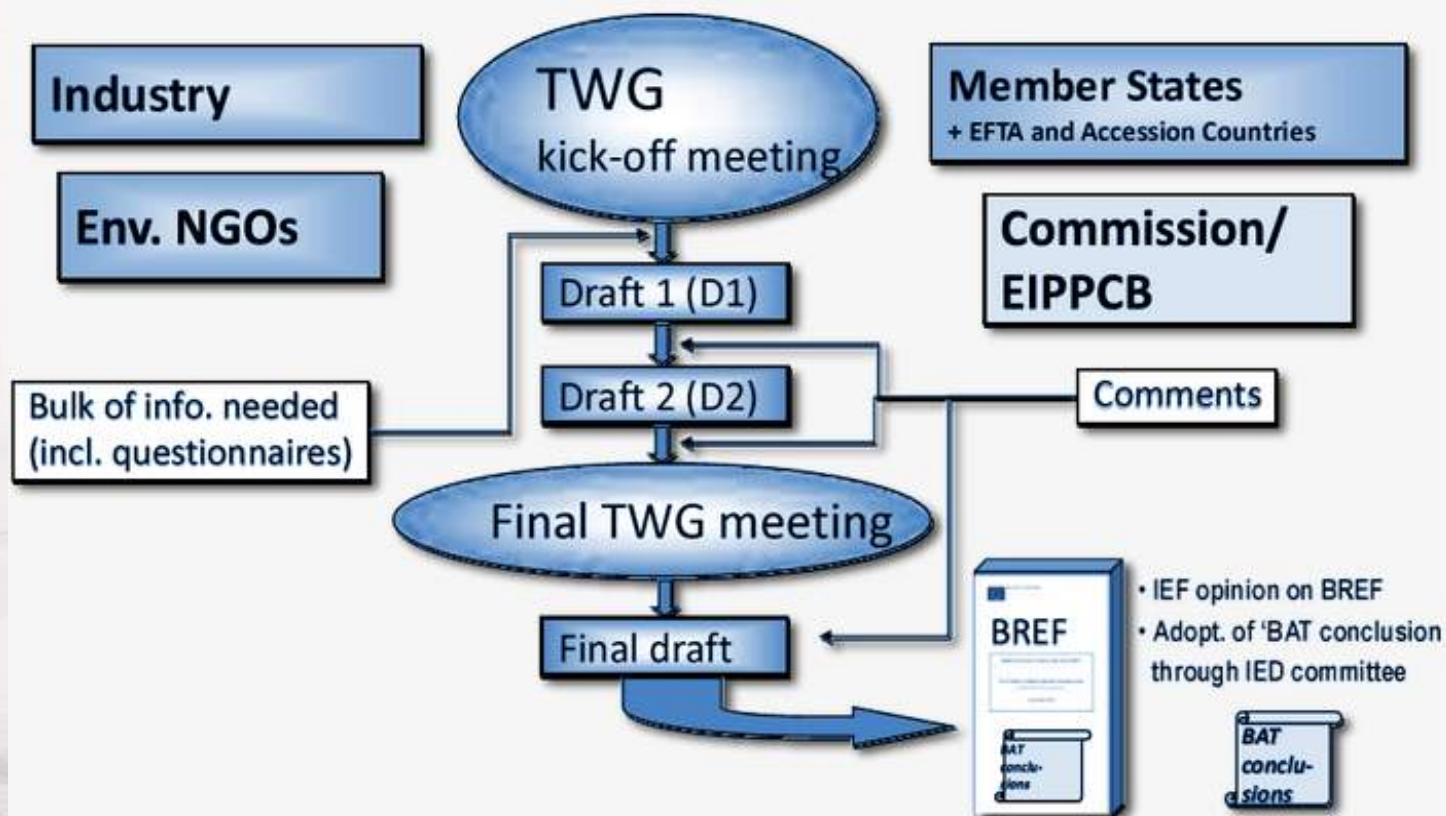 Industry
TWG
kick-off meeting
Member States
+ EFTA and Accession Countries
Env. NGOs
Commission/
EIPPCB
Draft 1 (D1)
Draft 2 (D2)
Bulk of info. needed
(incl. questionnaires)
Comments
Final TWG meeting
Final draft
BREF
BAT
conclu-
sions
• IEF opinion on BREF
• Adopt. of ‘BAT conclusion
through IED committee
BAT
conclu-
sions